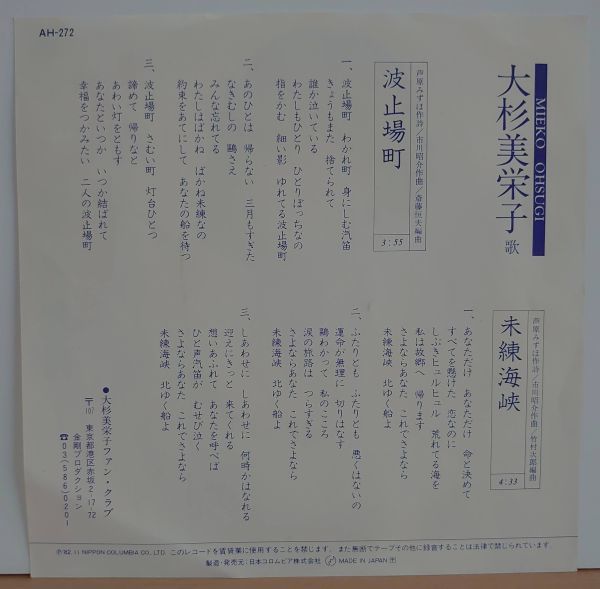 AH-272
MIEKO OHSUGI
大杉美栄子 歌
芦原みずほ作詩／市川昭介作曲／斎藤恒夫編曲
波止場町
3:55
一、波止場町 わかれ町 身にしむ汽笛
きょうもまた 捨てられて
誰か泣いている
わたしもひとり ひとりぼっちなの
指をかむ 細い影 ゆれてる波止場町
二、あのひとは 帰らない 三月もすぎた
なきむしの 鷗さえ
みんな忘れてる
わたしはばかね ばかね未練なの
約束をあてにして あなたの船を待つ
三、波止場町 さむい町 灯台ひとつ
諦めて 帰りなと
あわい灯をともす
あなたといつか いつか結ばれて
幸福をつかみたい 二人の波止場町
芦原みずほ作詩／市川昭介作曲／竹村次郎編曲
未練海峡
4:33
一、あなただけ あなただけ 命と決めて
すべてを懸けた 恋なのに
しぶきヒュルヒュル 荒れてる海を
私は故郷へ 帰ります
さよならあなた これでさよなら
未練海峡 北ゆく船よ
二、ふたりとも ふたりとも 悪くはないの
運命が無理に 切りはなす
鷗わかって 私のこころ
涙の旅路は つらすぎる
さよならあなた これでさよなら
未練海峡 北ゆく船よ
三、しあわせに しあわせに 何時かはなれる
迎えにきっと 来てくれる
想いあふれて あなたを呼べば
ひと声汽笛が むせび泣く
さよならあなた これでさよなら
未練海峡 北ゆく船よ
●大杉美栄子ファン・クラブ
〒107 東京都港区赤坂2-17-72
金剛プロダクション
☎03(586)0201
Ⓟ'82.11 NIPPON COLUMBIA CO., LTD. このレコードを賃貸業に使用することを禁じます。また無断でテープその他に録音することは法律で禁じられています。
製造・発売元/日本コロムビア株式会社 MADE IN JAPAN